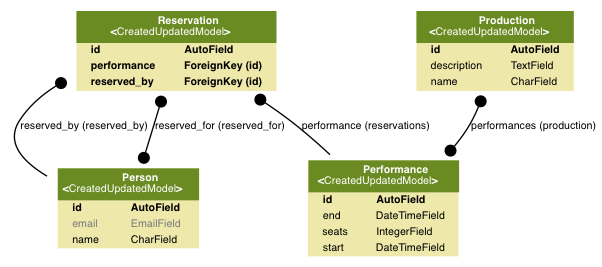 Reservation
<CreatedUpdatedModel>
id AutoField
performance ForeignKey (id)
reserved_by ForeignKey (id)
Production
<CreatedUpdatedModel>
id AutoField
description TextField
name CharField
reserved_by (reserved_by)
reserved_for (reserved_for)
performance (reservations)
performances (production)
Person
<CreatedUpdatedModel>
id AutoField
email EmailField
name CharField
Performance
<CreatedUpdatedModel>
id AutoField
end DateTimeField
seats IntegerField
start DateTimeField